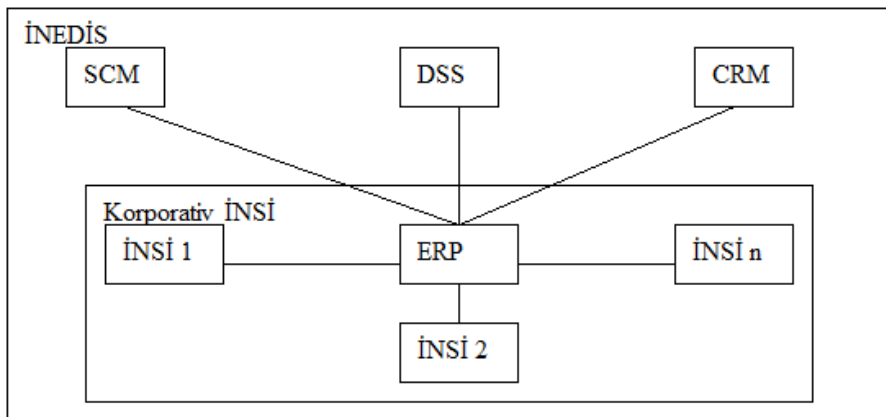 İNEDİS
SCM
DSS
CRM
Korporativ İNSİ
İNSİ 1
ERP
İNSİ n
İNSİ 2